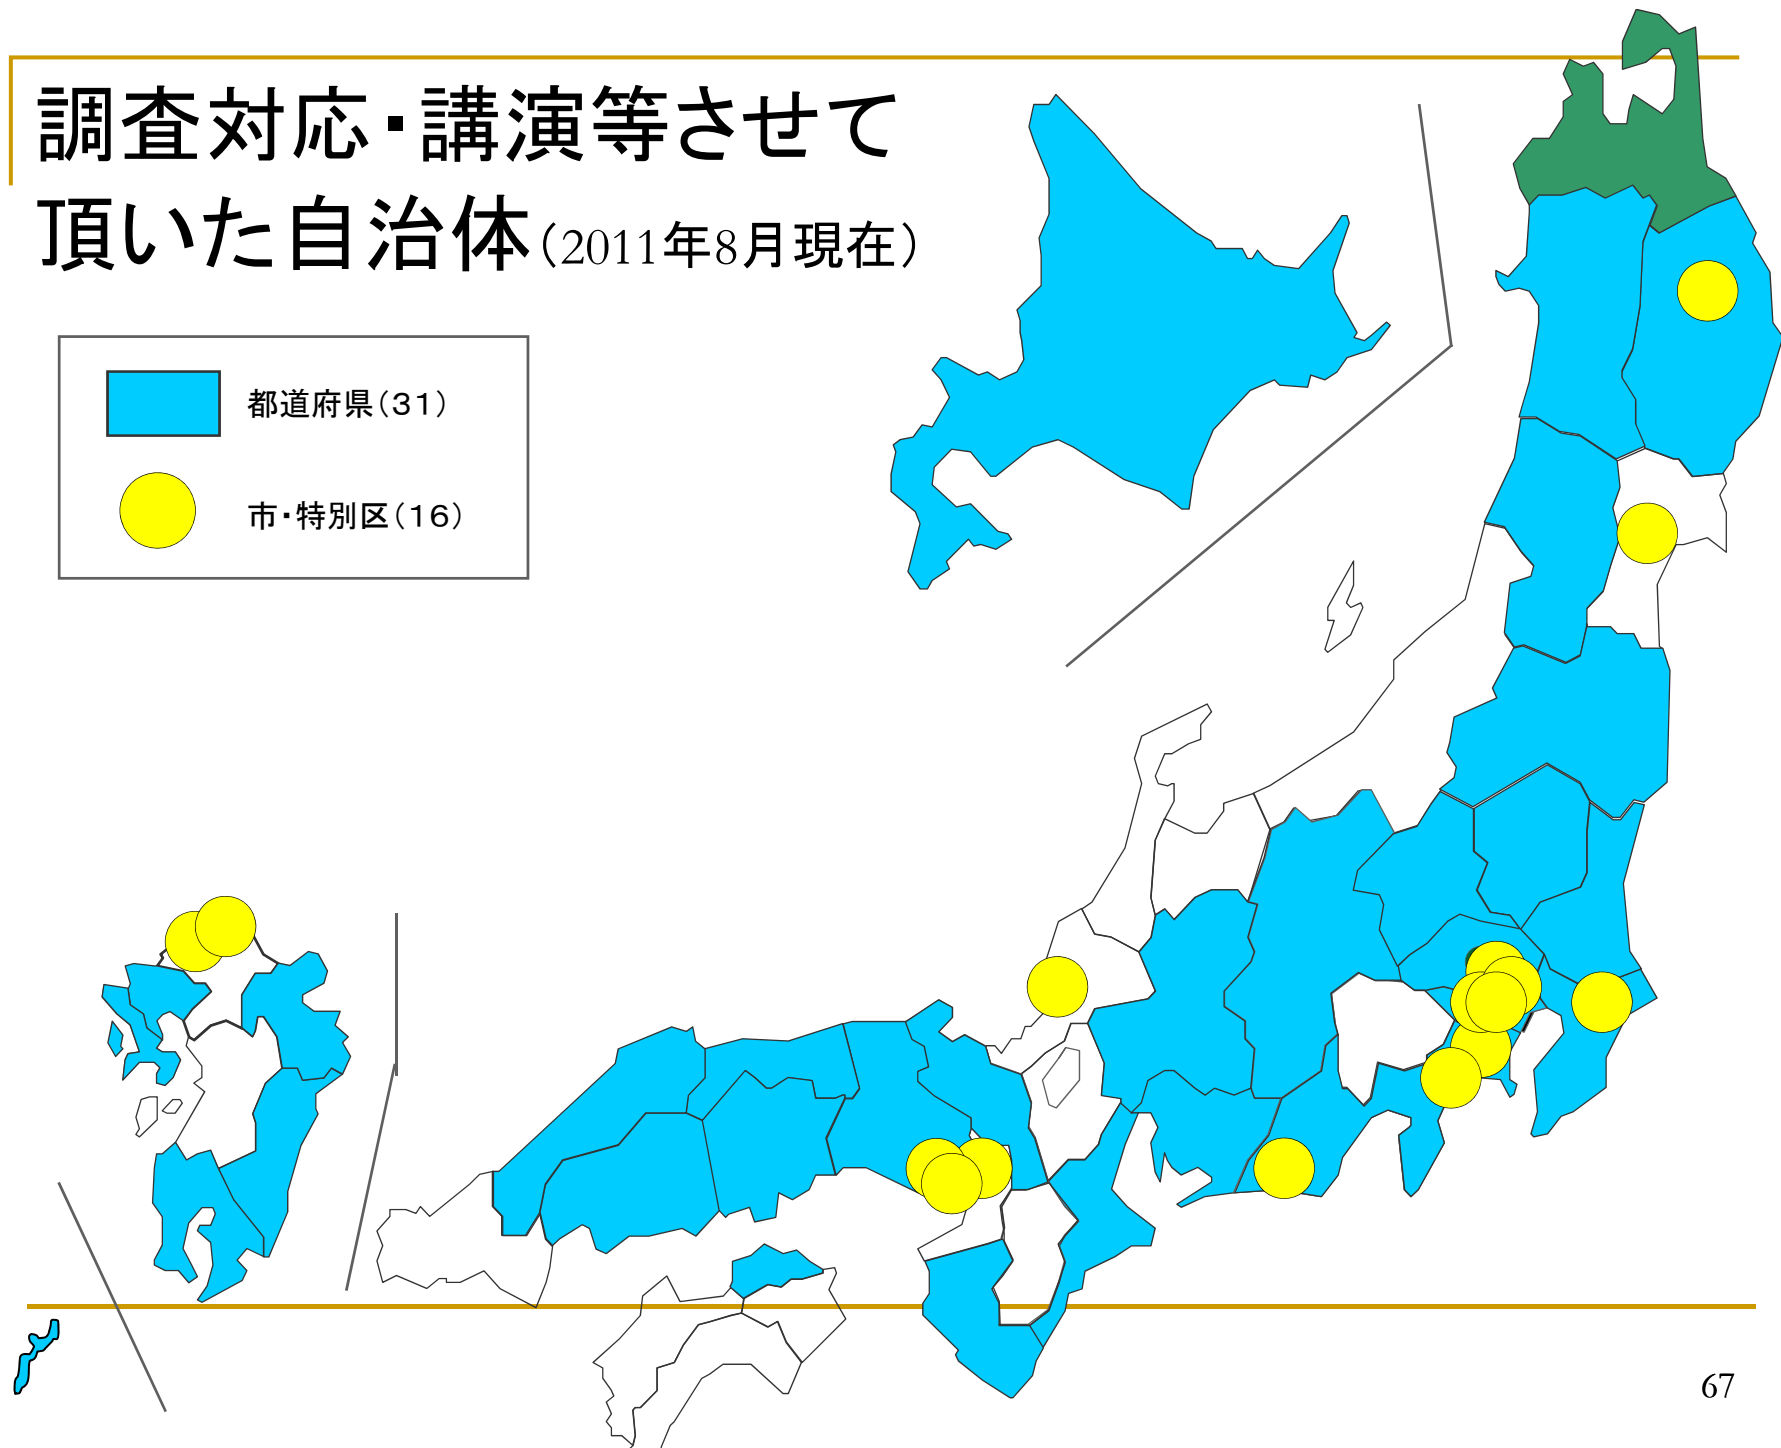 調査対応・講演等させて
頂いた自治体（2011年8月現在）
都道府県（31）
市・特別区（16）
67